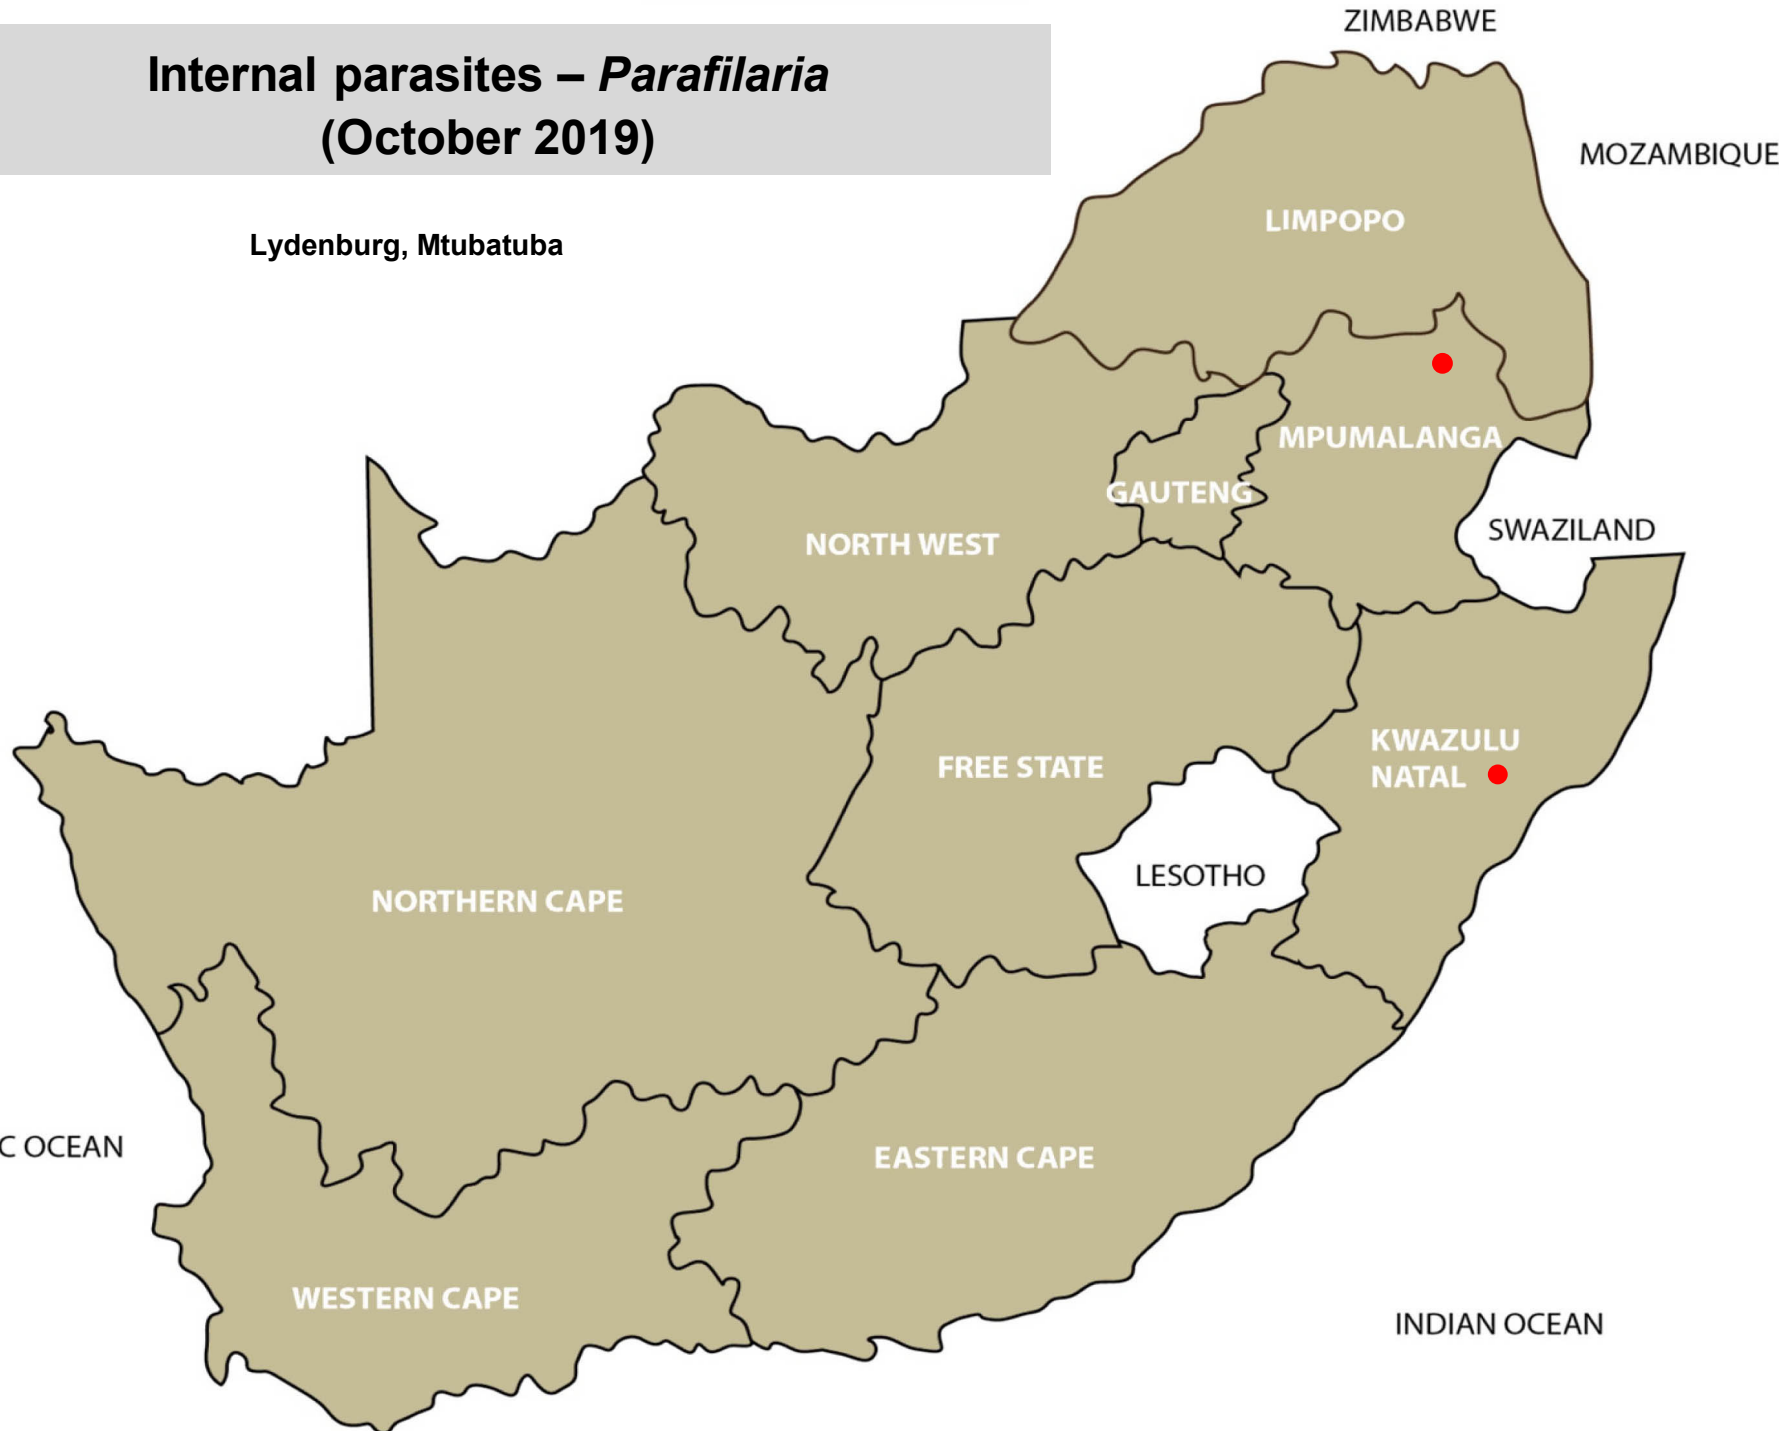 ZIMBABWE
Internal parasites – Parafilaria
(October 2019)
MOZAMBIQUE
LIMPOPO
Lydenburg, Mtubatuba
MPUMALANGA
GAUTENG
SWAZILAND
NORTH WEST
KWAZULU
NATAL
FREE STATE
LESOTHO
NORTHERN CAPE
C OCEAN
EASTERN CAPE
WESTERN CAPE
INDIAN OCEAN